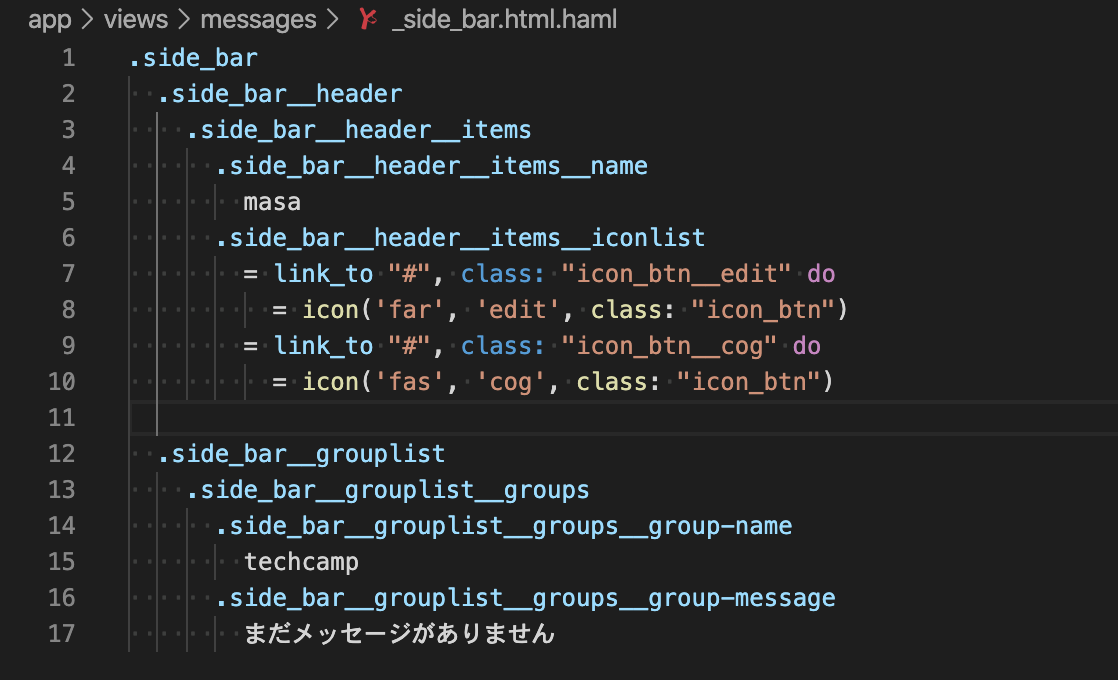 app > views > messages > _side_bar.html.haml
1 .side_bar
2 .side_bar__header
3 .side_bar__header__items
4 .side_bar__header__items__name
5 masa
6 .side_bar__header__items__iconlist
7 = link_to "#", class: "icon_btn__edit" do
8 = icon('far', 'edit', class: "icon_btn")
9 = link_to "#", class: "icon_btn__cog" do
10 = icon('fas', 'cog', class: "icon_btn")
11
12 .side_bar__grouplist
13 .side_bar__grouplist__groups
14 .side_bar__grouplist__groups__group-name
15 techcamp
16 .side_bar__grouplist__groups__group-message
17 まだメッセージがありません